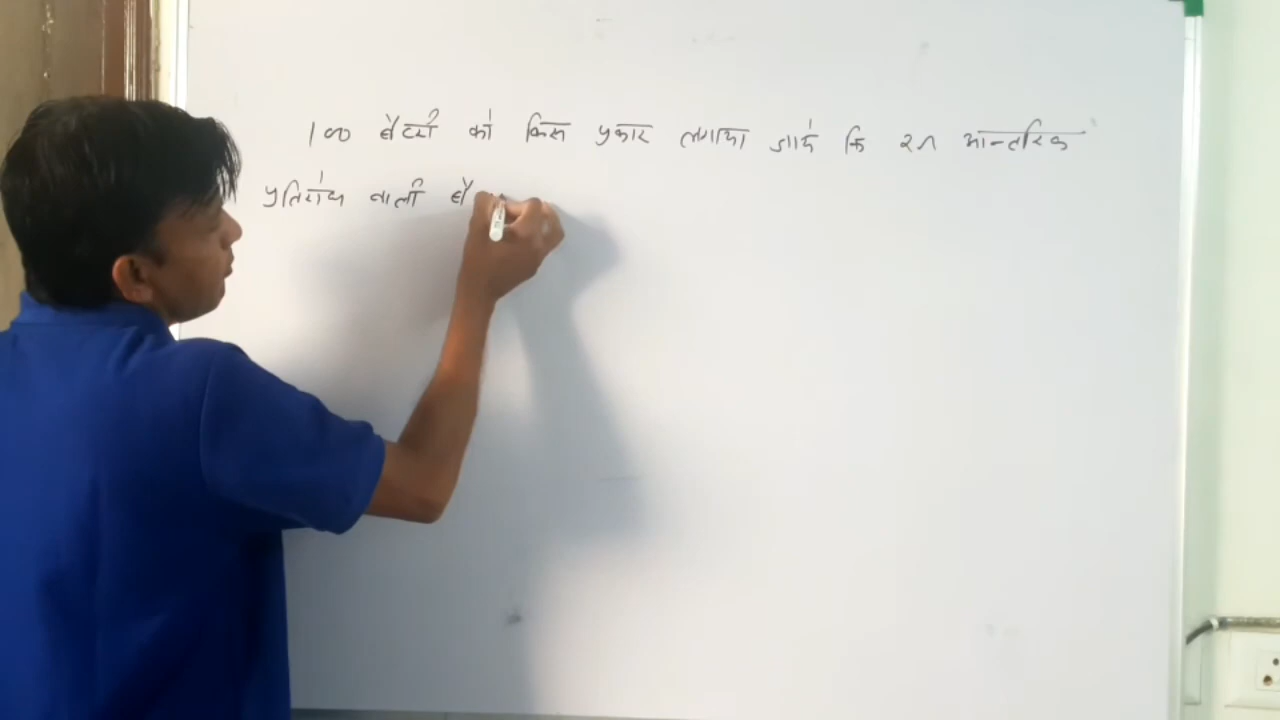 100 बैटरी को किस प्रकार लगाया जाये कि 2Ω आन्तरिक
प्रतिरोध वाली बै